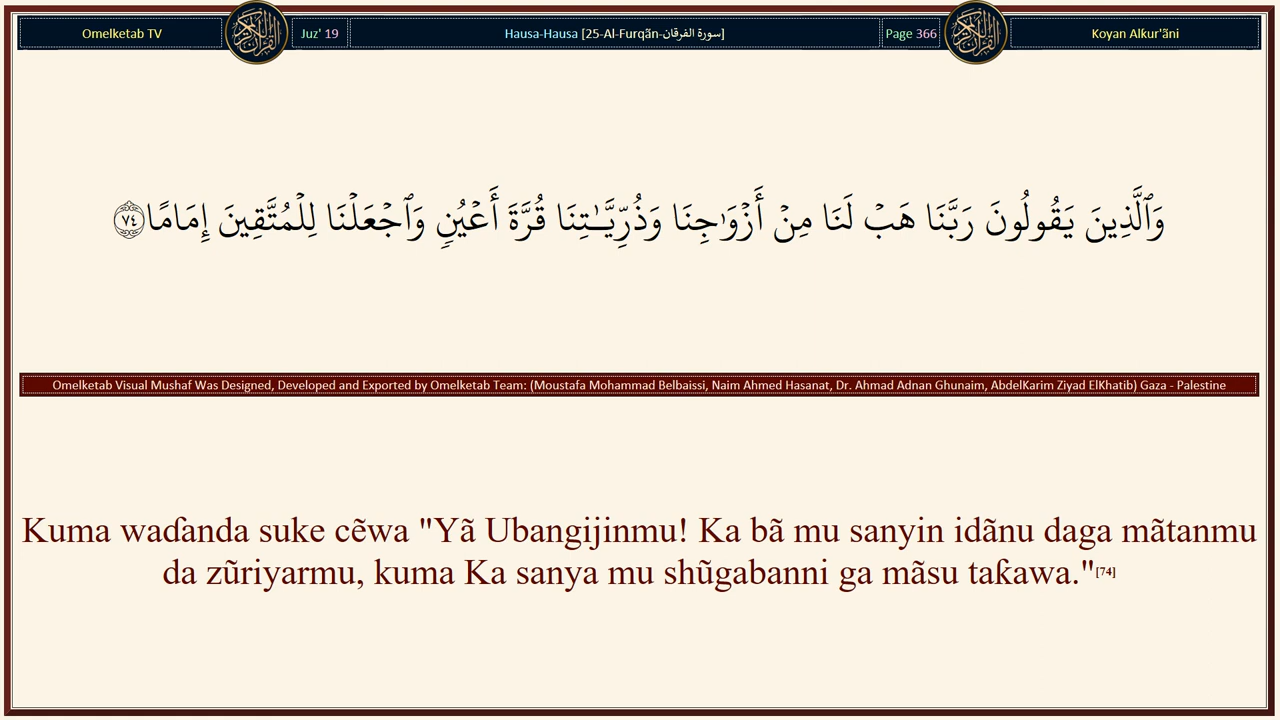 Omelketab TV
Juz' 19
Hausa-Hausa [25-Al-Furqãn-سورة الفرقان]
Page 366
Koyan Alƙur'ãni
وَٱلَّذِينَ يَقُولُونَ رَبَّنَا هَبۡ لَنَا مِنۡ أَزۡوَٰجِنَا وَذُرِّيَّـٰتِنَا قُرَّةَ أَعۡيُنٖ وَٱجۡعَلۡنَا لِلۡمُتَّقِينَ إِمَامًا ٧٤
Omelketab Visual Mushaf Was Designed, Developed and Exported by Omelketab Team: (Moustafa Mohammad Belbaissi, Naim Ahmed Hasanat, Dr. Ahmad Adnan Ghunaim, AbdelKarim Ziyad ElKhatib) Gaza - Palestine
Kuma waɗanda suke cẽwa "Yã Ubangijinmu! Ka bã mu sanyin idãnu daga mãtanmu
da zũriyarmu, kuma Ka sanya mu shũgabanni ga mãsu taƙawa."[74]